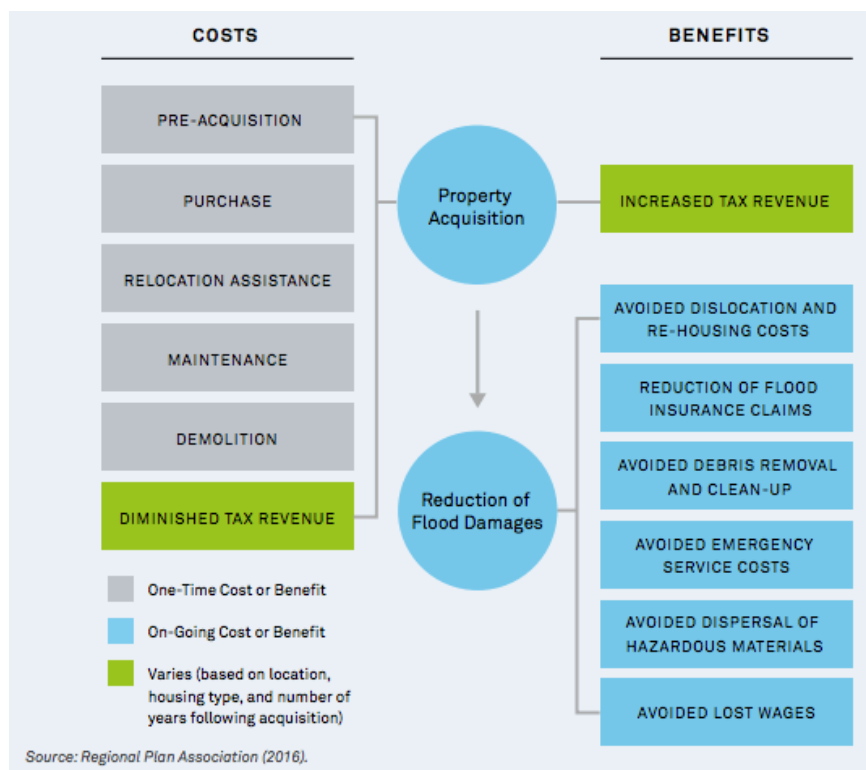 COSTS
PRE-ACQUISITION
PURCHASE
RELOCATION ASSISTANCE
MAINTENANCE
DEMOLITION
DIMINISHED TAX REVENUE
One-Time Cost or Benefit
On-Going Cost or Benefit
Varies (based on location,
housing type, and number of
years following acquisition)
Property
Acquisition
Reduction of
Flood Damages
BENEFITS
INCREASED TAX REVENUE
AVOIDED DISLOCATION AND
RE-HOUSING COSTS
REDUCTION OF FLOOD
INSURANCE CLAIMS
AVOIDED DEBRIS REMOVAL
AND CLEAN-UP
AVOIDED EMERGENCY
SERVICE COSTS
AVOIDED DISPERSAL OF
HAZARDOUS MATERIALS
AVOIDED LOST WAGES
Source: Regional Plan Association (2016).